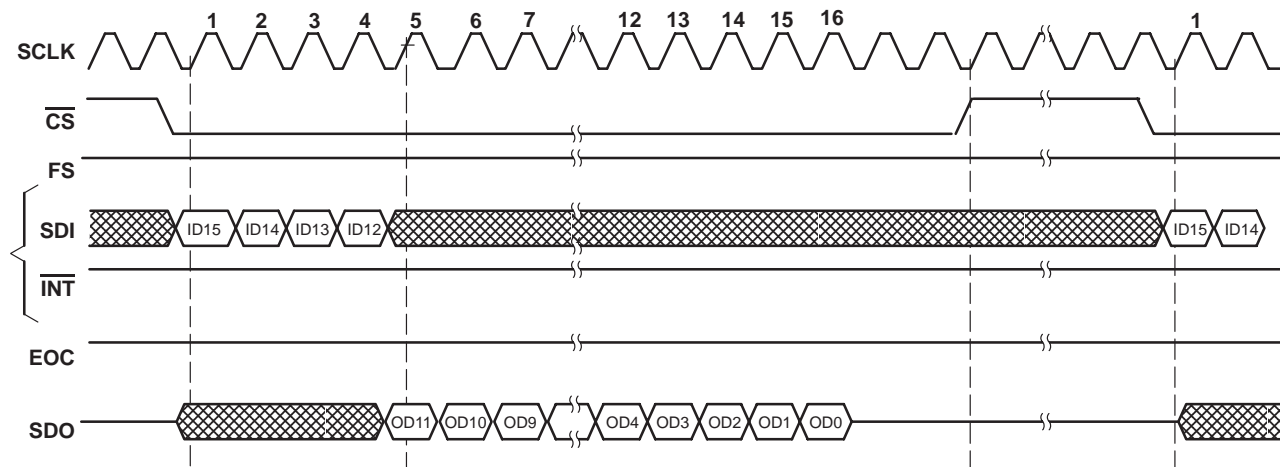 1 2 3 4 5 6 7 12 13 14 15 16 1
SCLK
CS
FS
SDI ID15 ID14 ID13 ID12 ID15 ID14
INT
EOC
SDO OD11 OD10 OD9 OD4 OD3 OD2 OD1 OD0